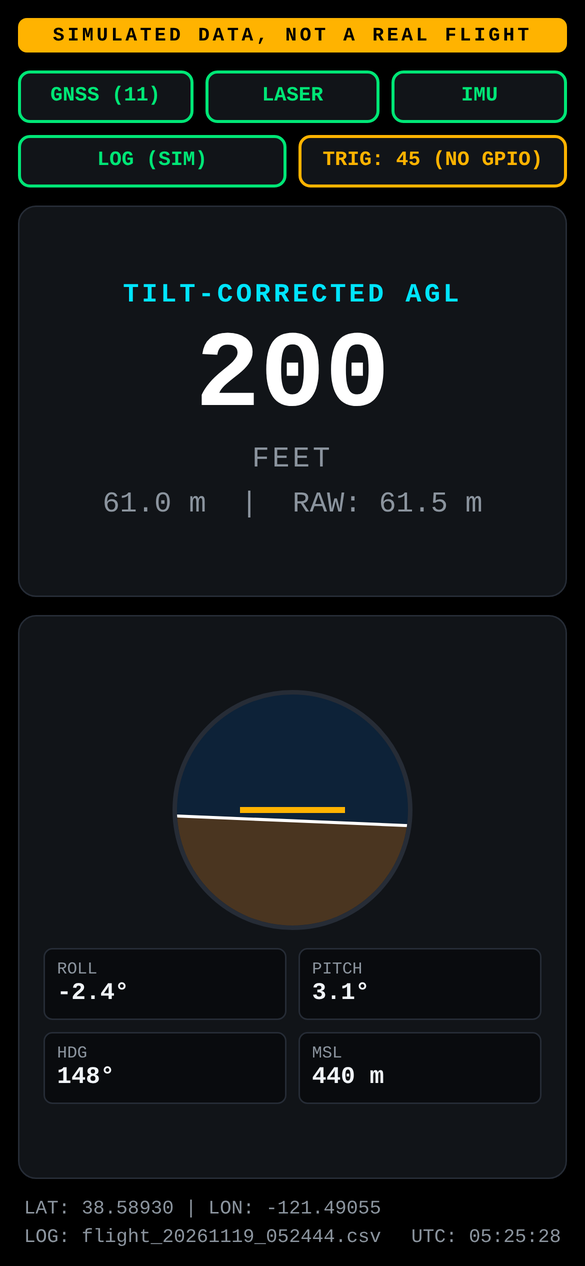 SIMULATED DATA, NOT A REAL FLIGHT
GNSS (11) LASER IMU
LOG (SIM) TRIG: 45 (NO GPIO)
TILT-CORRECTED AGL
200
FEET
61.0 m | RAW: 61.5 m
ROLL PITCH
-2.4° 3.1°
HDG MSL
148° 440 m
LAT: 38.58930 | LON: -121.49055
LOG: flight_20261119_052444.csv UTC: 05:25:28